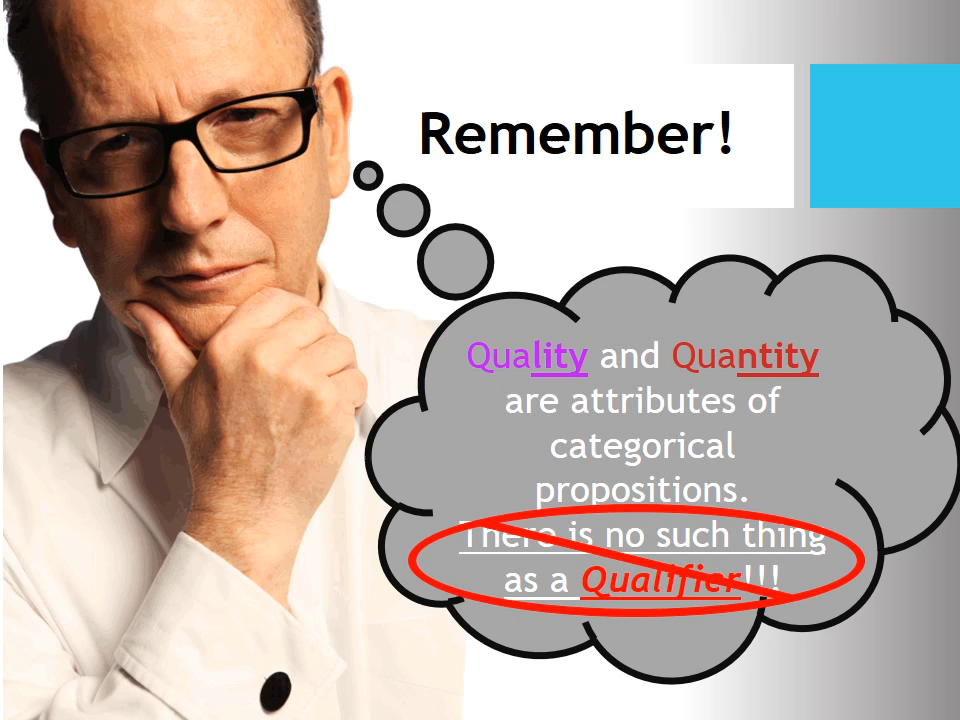 Remember!
Quality and Quantity
are attributes of
categorical
propositions.
There is no such thing
as a Qualifier!!!